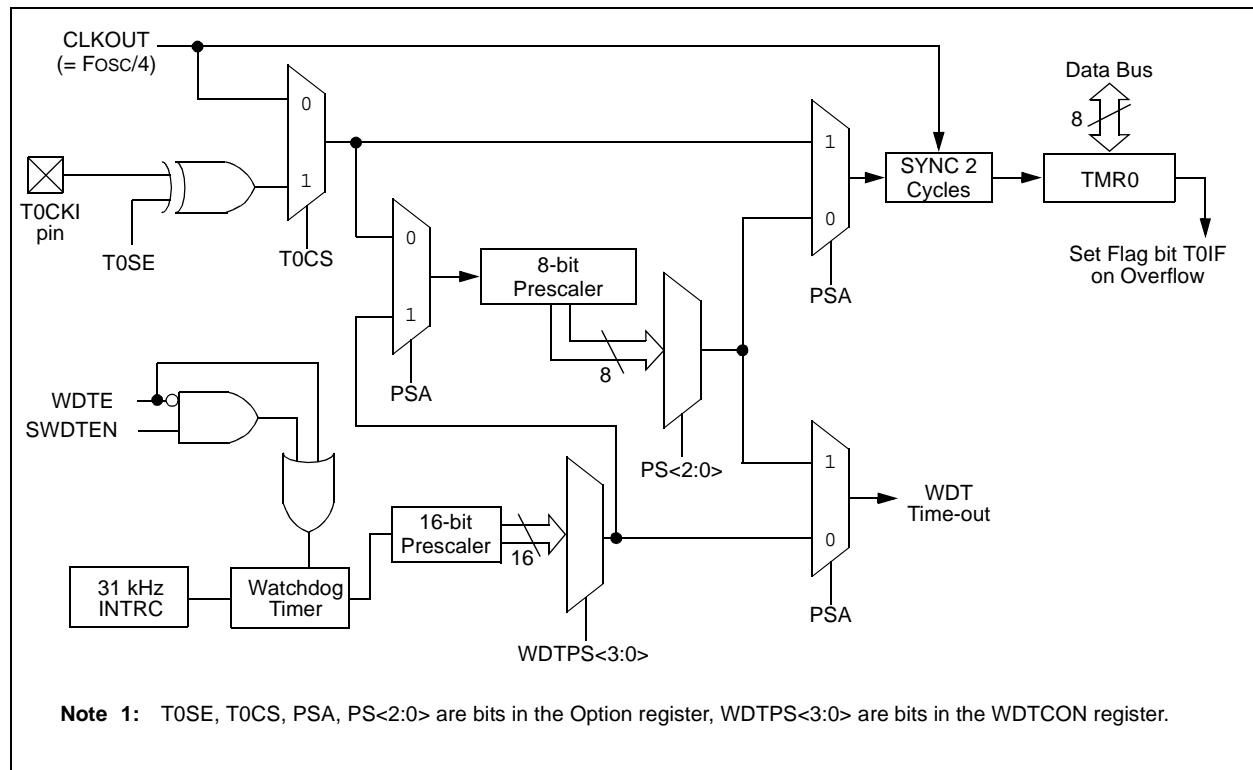 CLKOUT
(= FOSC/4)
Data Bus
8
0
1
1
0
T0CKI
pin
T0SE
T0CS
SYNC 2
Cycles
TMR0
Set Flag bit T0IF
on Overflow
PSA
0
1
8-bit
Prescaler
8
PSA
PS<2:0>
WDTE
SWDTEN
1
0
WDT
Time-out
PSA
16-bit
Prescaler
16
31 kHz
INTRC
Watchdog
Timer
WDTPS<3:0>
Note 1: T0SE, T0CS, PSA, PS<2:0> are bits in the Option register, WDTPS<3:0> are bits in the WDTCON register.